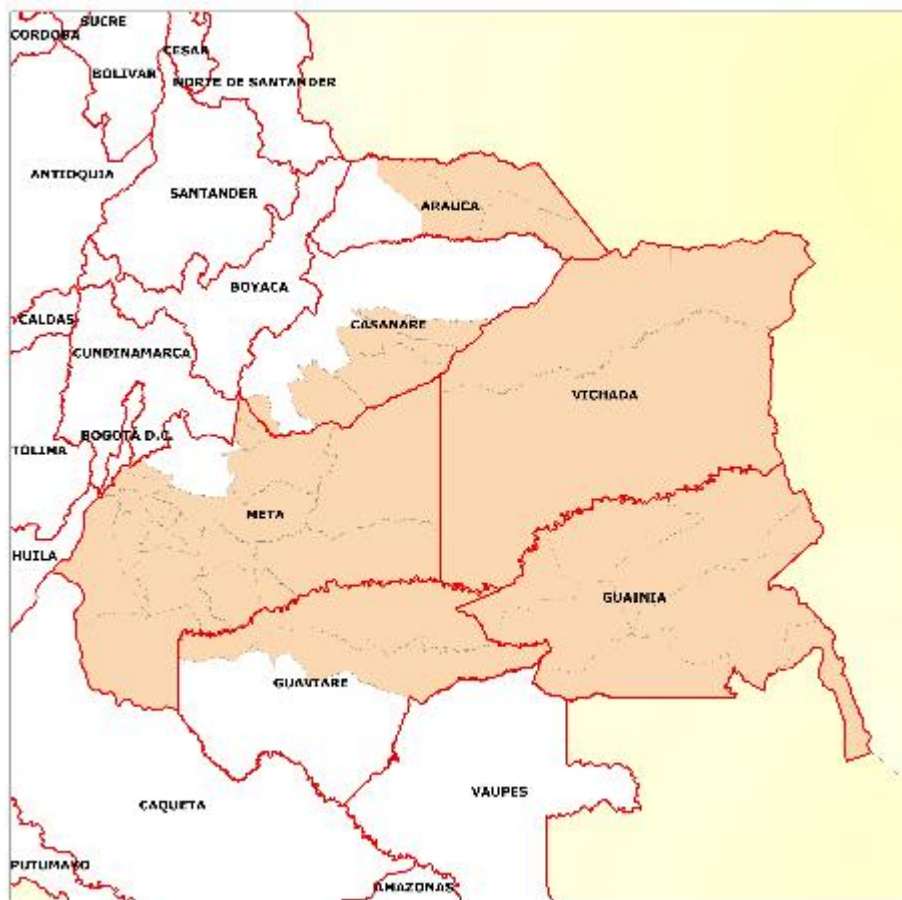 SUCRE
CORDOBA
CESAR
BOLIVAR
NORTE DE SANTANDER
ANTIOQUIA
SANTANDER
ARAUCA
BOYACA
CALDAS
CASANARE
CUNDINAMARCA
VICHADA
BOGOTÁ D.C.
TOLIMA
META
HUILA
GUAINIA
GUAVIARE
VAUPES
CAQUETA
PUTUMAYO
AMAZONAS